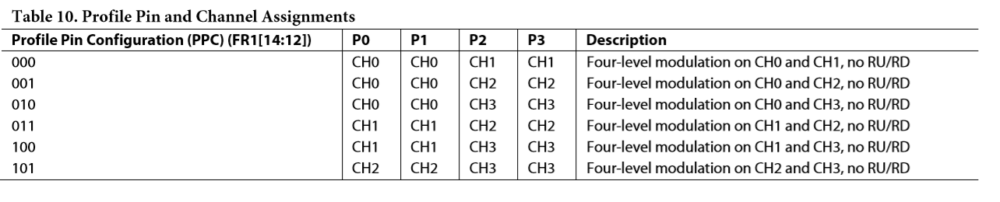 Table 10. Profile Pin and Channel Assignments
Profile Pin Configuration (PPC) (FR1[14:12]) P0 P1 P2 P3 Description
000 CH0 CH0 CH1 CH1 Four-level modulation on CH0 and CH1, no RU/RD
001 CH0 CH0 CH2 CH2 Four-level modulation on CH0 and CH2, no RU/RD
010 CH0 CH0 CH3 CH3 Four-level modulation on CH0 and CH3, no RU/RD
011 CH1 CH1 CH2 CH2 Four-level modulation on CH1 and CH2, no RU/RD
100 CH1 CH1 CH3 CH3 Four-level modulation on CH1 and CH3, no RU/RD
101 CH2 CH2 CH3 CH3 Four-level modulation on CH2 and CH3, no RU/RD